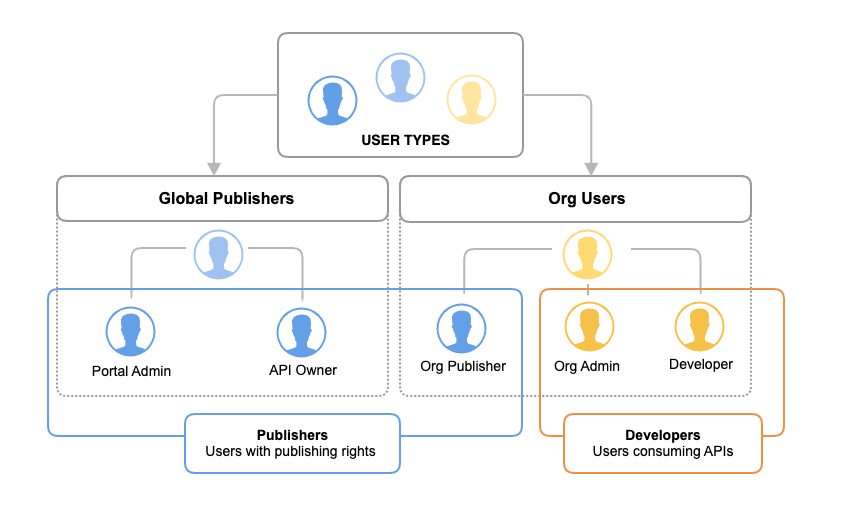 USER TYPES
Global Publishers
Org Users
Portal Admin
API Owner
Org Publisher
Org Admin
Developer
Publishers
Users with publishing rights
Developers
Users consuming APIs